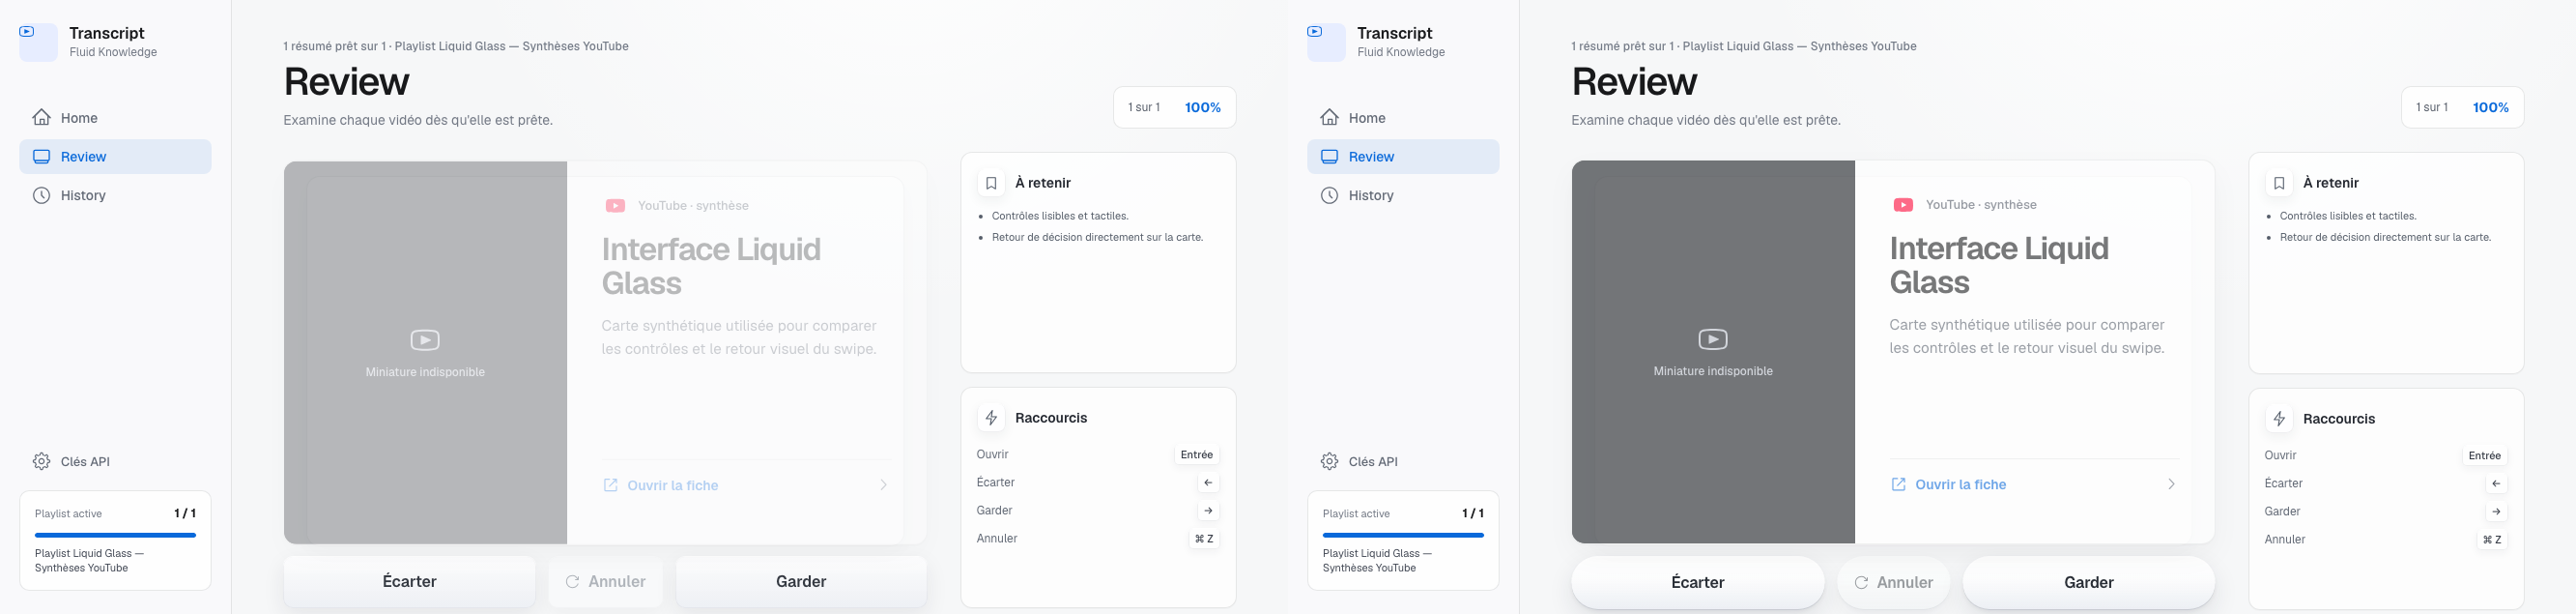 Transcript
Fluid Knowledge
Home
Review
History
Clés API
Playlist active 1 / 1
Playlist Liquid Glass —
Synthèses YouTube
1 résumé prêt sur 1 · Playlist Liquid Glass — Synthèses YouTube
Review
Examine chaque vidéo dès qu'elle est prête.
1 sur 1 100%
Miniature indisponible
YouTube · synthèse
Interface Liquid
Glass
Carte synthétique utilisée pour comparer
les contrôles et le retour visuel du swipe.
Ouvrir la fiche
Écarter
Annuler
Garder
À retenir
• Contrôles lisibles et tactiles.
• Retour de décision directement sur la carte.
Raccourcis
Ouvrir Entrée
Écarter ←
Garder →
Annuler ⌘ Z
Transcript
Fluid Knowledge
Home
Review
History
Clés API
Playlist active 1 / 1
Playlist Liquid Glass —
Synthèses YouTube
1 résumé prêt sur 1 · Playlist Liquid Glass — Synthèses YouTube
Review
Examine chaque vidéo dès qu'elle est prête.
1 sur 1 100%
Miniature indisponible
YouTube · synthèse
Interface Liquid
Glass
Carte synthétique utilisée pour comparer
les contrôles et le retour visuel du swipe.
Ouvrir la fiche
Écarter
Annuler
Garder
À retenir
• Contrôles lisibles et tactiles.
• Retour de décision directement sur la carte.
Raccourcis
Ouvrir Entrée
Écarter ←
Garder →
Annuler ⌘ Z